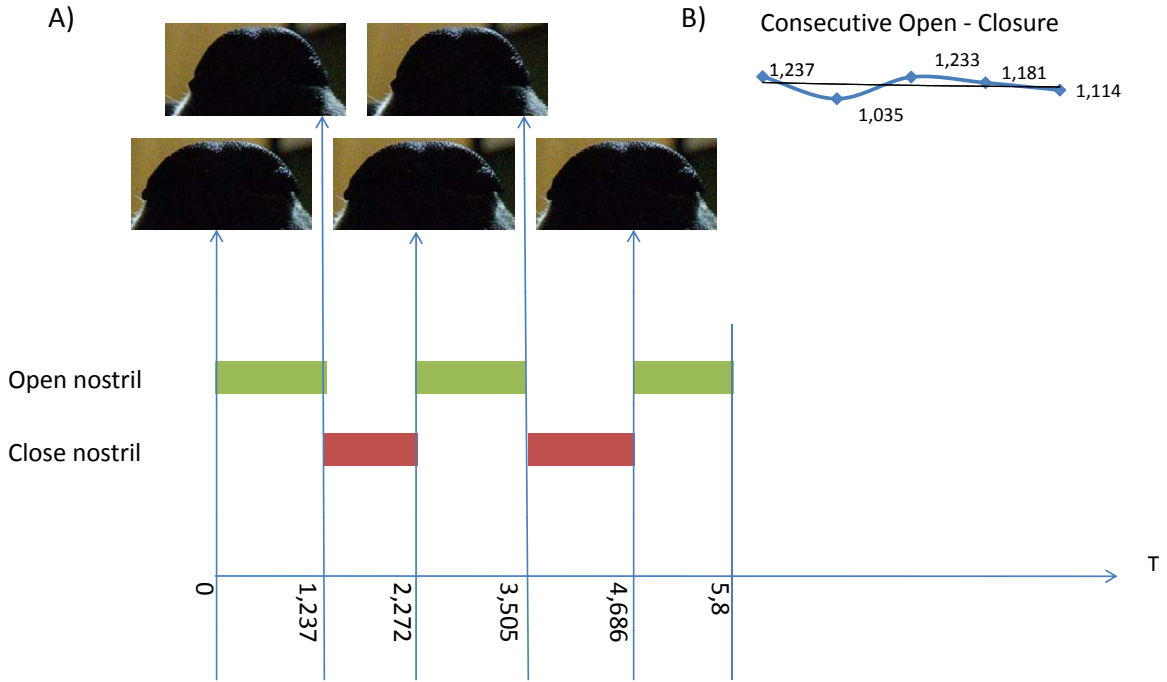 A)
B)
Consecutive Open - Closure
1,237
1,035
1,233
1,181
1,114
Open nostril
Close nostril
T
0
1,237
2,272
3,505
4,686
5,8